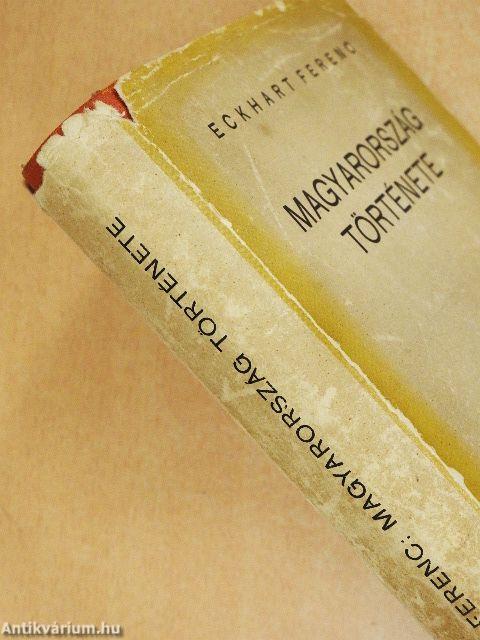 ECKHART FERENC
MAGYARORSZÁG
TÖRTÉNETE
FERENC: MAGYARORSZÁG TÖRTÉNETE
Antikvárium.hu